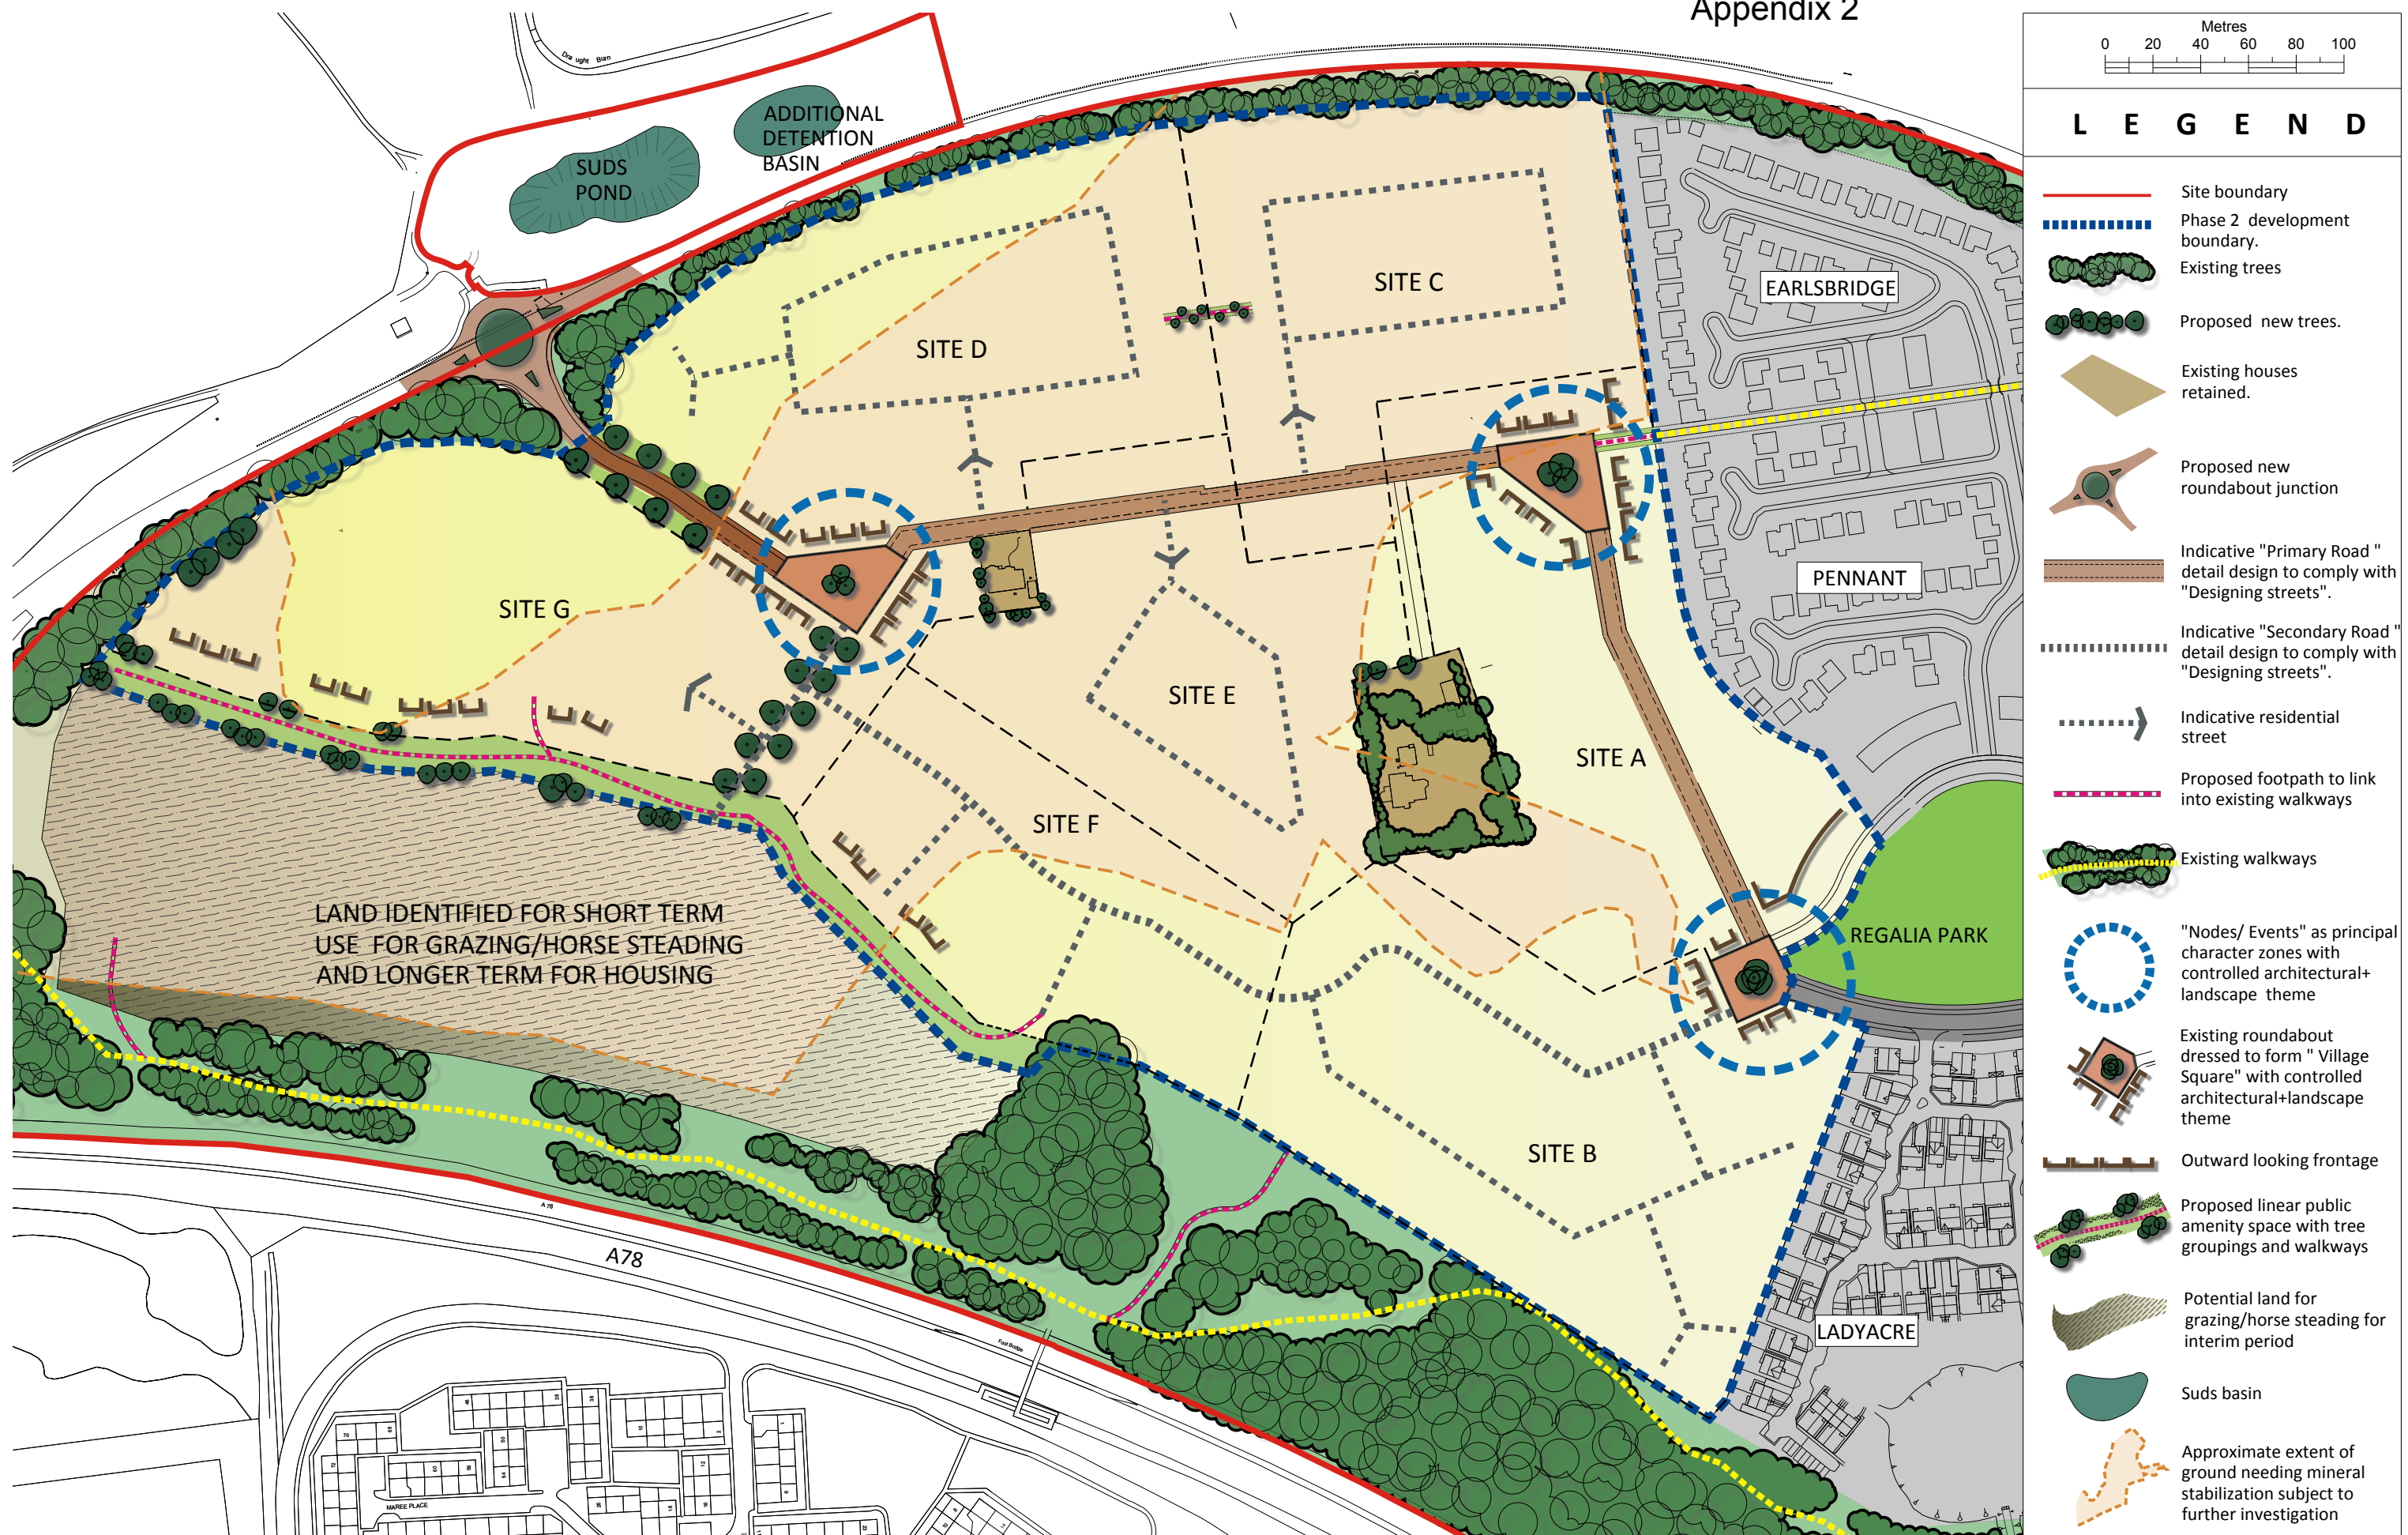 Appendix 2
Draught Burn
ADDITIONAL
DETENTION
BASIN
SUDS
POND
SITE C
SITE D
EARLSBRIDGE
SITE G
PENNANT
SITE E
SITE A
SITE F
LAND IDENTIFIED FOR SHORT TERM
USE FOR GRAZING/HORSE STEADING
AND LONGER TERM FOR HOUSING
REGALIA PARK
SITE B
A 78
A78
Foot Bridge
LADYACRE
MAREE PLACE
Metres
0 20 40 60 80 100
L E G E N D
Site boundary
Phase 2 development
boundary.
Existing trees
Proposed new trees.
Existing houses
retained.
Proposed new
roundabout junction
Indicative "Primary Road "
detail design to comply with
"Designing streets".
Indicative "Secondary Road "
detail design to comply with
"Designing streets".
Indicative residential
street
Proposed footpath to link
into existing walkways
Existing walkways
"Nodes/ Events" as principal
character zones with
controlled architectural+
landscape theme
Existing roundabout
dressed to form " Village
Square" with controlled
architectural+landscape
theme
Outward looking frontage
Proposed linear public
amenity space with tree
groupings and walkways
Potential land for
grazing/horse steading for
interim period
Suds basin
Approximate extent of
ground needing mineral
stabilization subject to
further investigation